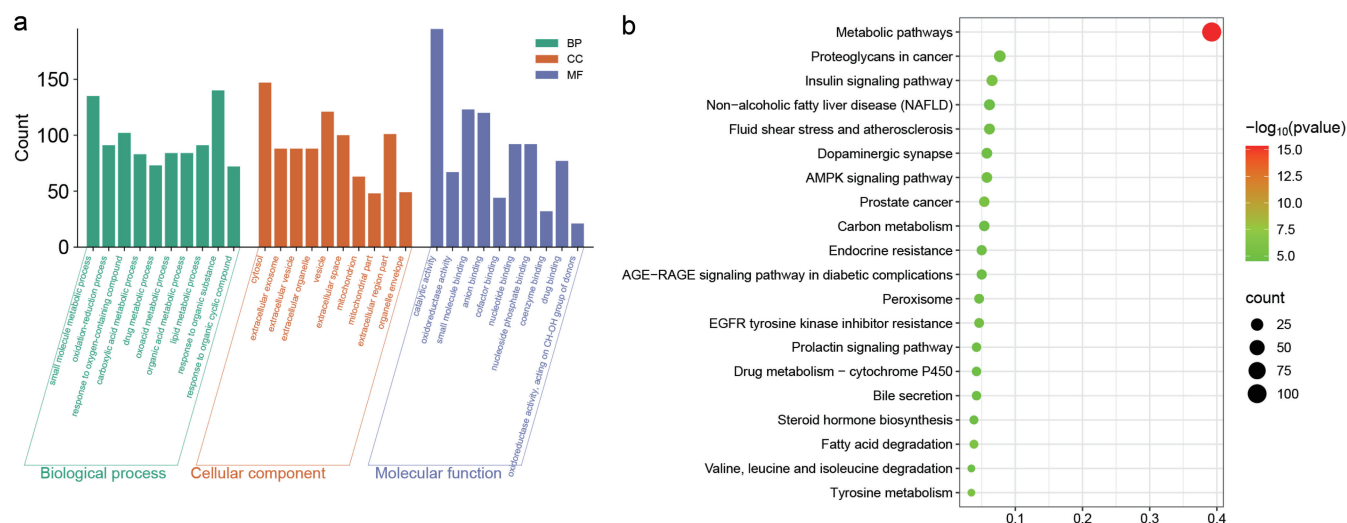 a
Count
150
100
50
0
BP
CC
MF
small molecule metabolic process
oxidation-reduction process
response to oxygen-containing compound
carboxylic acid metabolic process
drug metabolic process
oxoacid metabolic process
organic acid metabolic process
lipid metabolic process
response to organic substance
response to organic cyclic compound
cytosol
extracellular exosome
extracellular vesicle
extracellular organelle
vesicle
extracellular space
mitochondrion
mitochondrial part
extracellular region part
organelle envelope
catalytic activity
oxidoreductase activity
small molecule binding
anion binding
cofactor binding
nucleotide binding
nucleoside phosphate binding
coenzyme binding
drug binding
oxidoreductase activity, acting on CH-OH group of donors
Biological process
Cellular component
Molecular function
b
Metabolic pathways
Proteoglycans in cancer
Insulin signaling pathway
Non−alcoholic fatty liver disease (NAFLD)
Fluid shear stress and atherosclerosis
Dopaminergic synapse
AMPK signaling pathway
Prostate cancer
Carbon metabolism
Endocrine resistance
AGE−RAGE signaling pathway in diabetic complications
Peroxisome
EGFR tyrosine kinase inhibitor resistance
Prolactin signaling pathway
Drug metabolism − cytochrome P450
Bile secretion
Steroid hormone biosynthesis
Fatty acid degradation
Valine, leucine and isoleucine degradation
Tyrosine metabolism
0.1
0.2
0.3
0.4
−log10(pvalue)
15.0
12.5
10.0
7.5
5.0
count
25
50
75
100